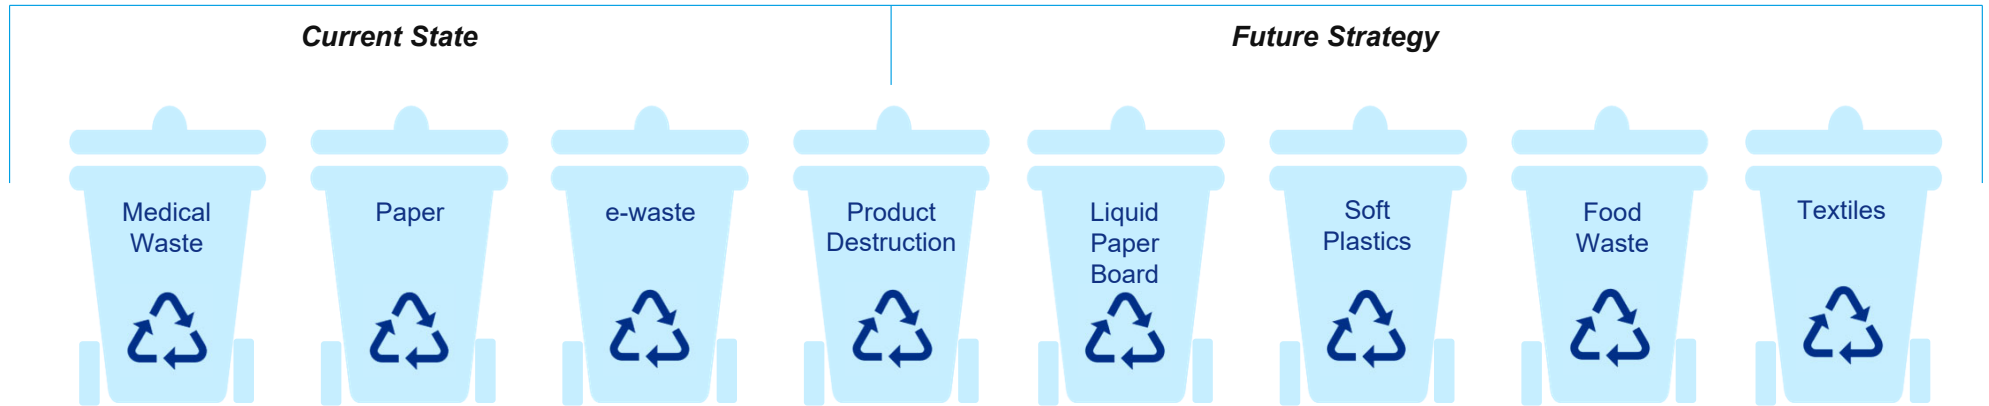 Current State
Future Strategy
Medical
Waste
Paper
e-waste
Product
Destruction
Liquid
Paper
Board
Soft
Plastics
Food
Waste
Textiles